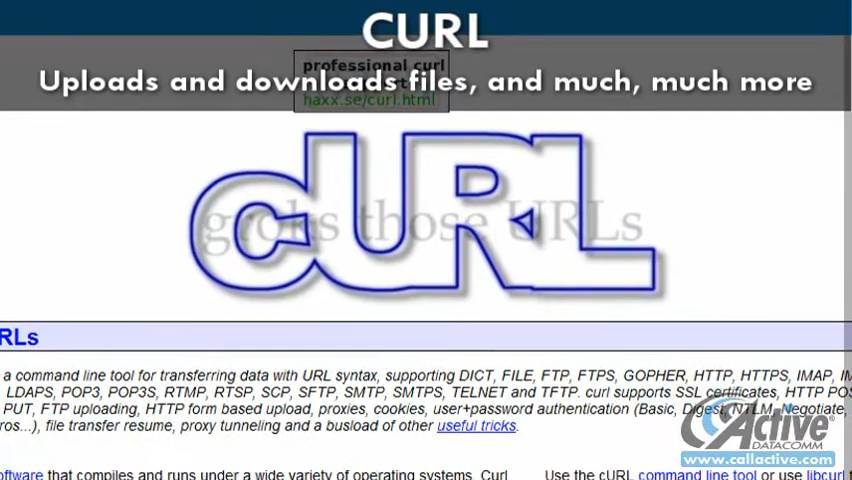 CURL
professional curl
Uploads and downloads files, and much, much more
haxx.se/curl.html
cURL
groks those URLs
RLs
a command line tool for transferring data with URL syntax, supporting DICT, FILE, FTP, FTPS, GOPHER, HTTP, HTTPS, IMAP, IM
LDAPS, POP3, POP3S, RTMP, RTSP, SCP, SFTP, SMTP, SMTPS, TELNET and TFTP. curl supports SSL certificates, HTTP POS
PUT, FTP uploading, HTTP form based upload, proxies, cookies, user+password authentication (Basic, Digest, NTLM, Negotiate,
ros...), file transfer resume, proxy tunneling and a busload of other useful tricks.
CallActive®
DATACOMM
www.callactive.com
oftware that compiles and runs under a wide variety of operating systems. Curl
Use the cURL command line tool or use libcurl f